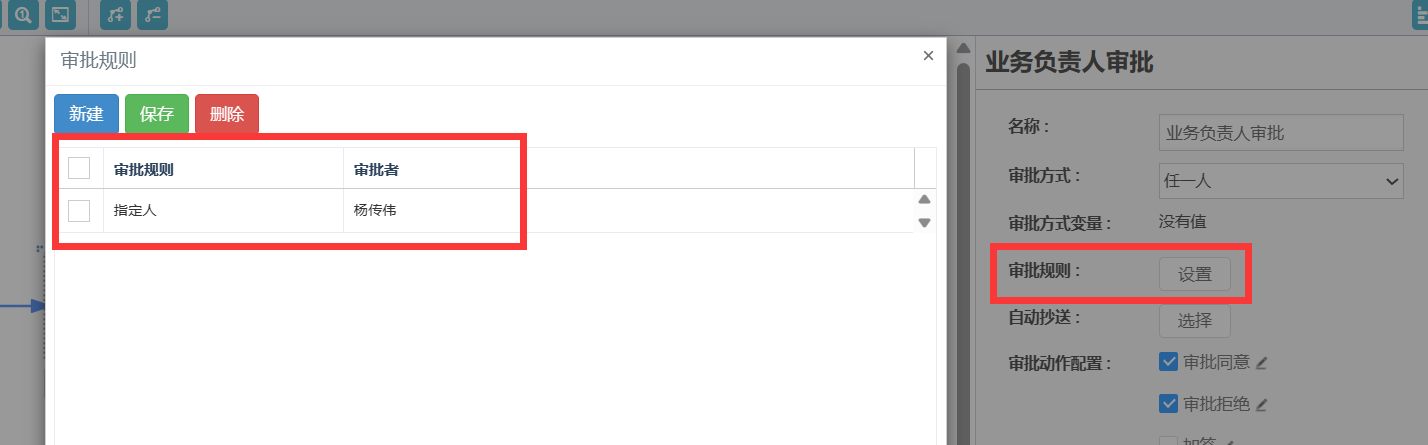 审批规则 ×
新建 保存 删除
审批规则 审批者
指定人 杨传伟
业务负责人审批
名称： 业务负责人审批
审批方式： 任一人
审批方式变量： 没有值
审批规则： 设置
自动抄送： 选择
审批动作配置： 审批同意
审批拒绝
加签